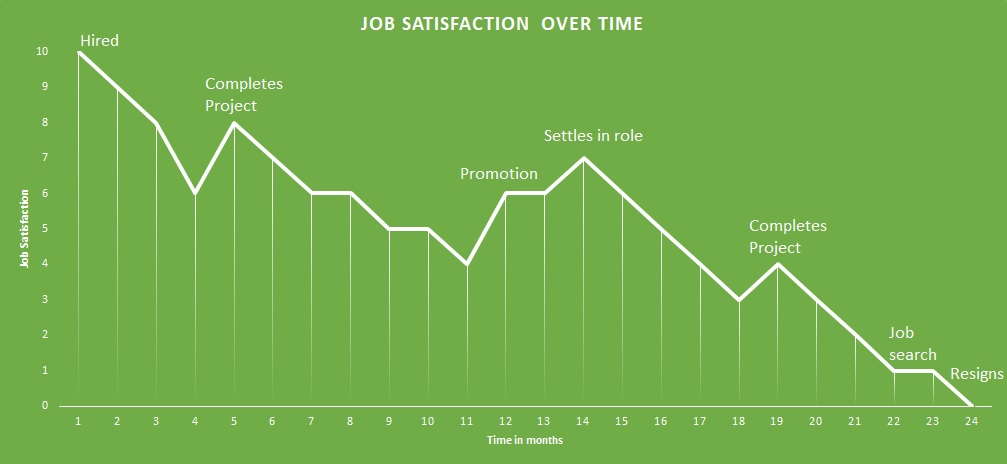 JOB SATISFACTION OVER TIME
Hired
Completes
Project
Settles in role
Promotion
Completes
Project
Job
search
Resigns
Job Satisfaction
10
9
8
7
6
5
4
3
2
1
0
1 2 3 4 5 6 7 8 9 10 11 12 13 14 15 16 17 18 19 20 21 22 23 24
Time in months